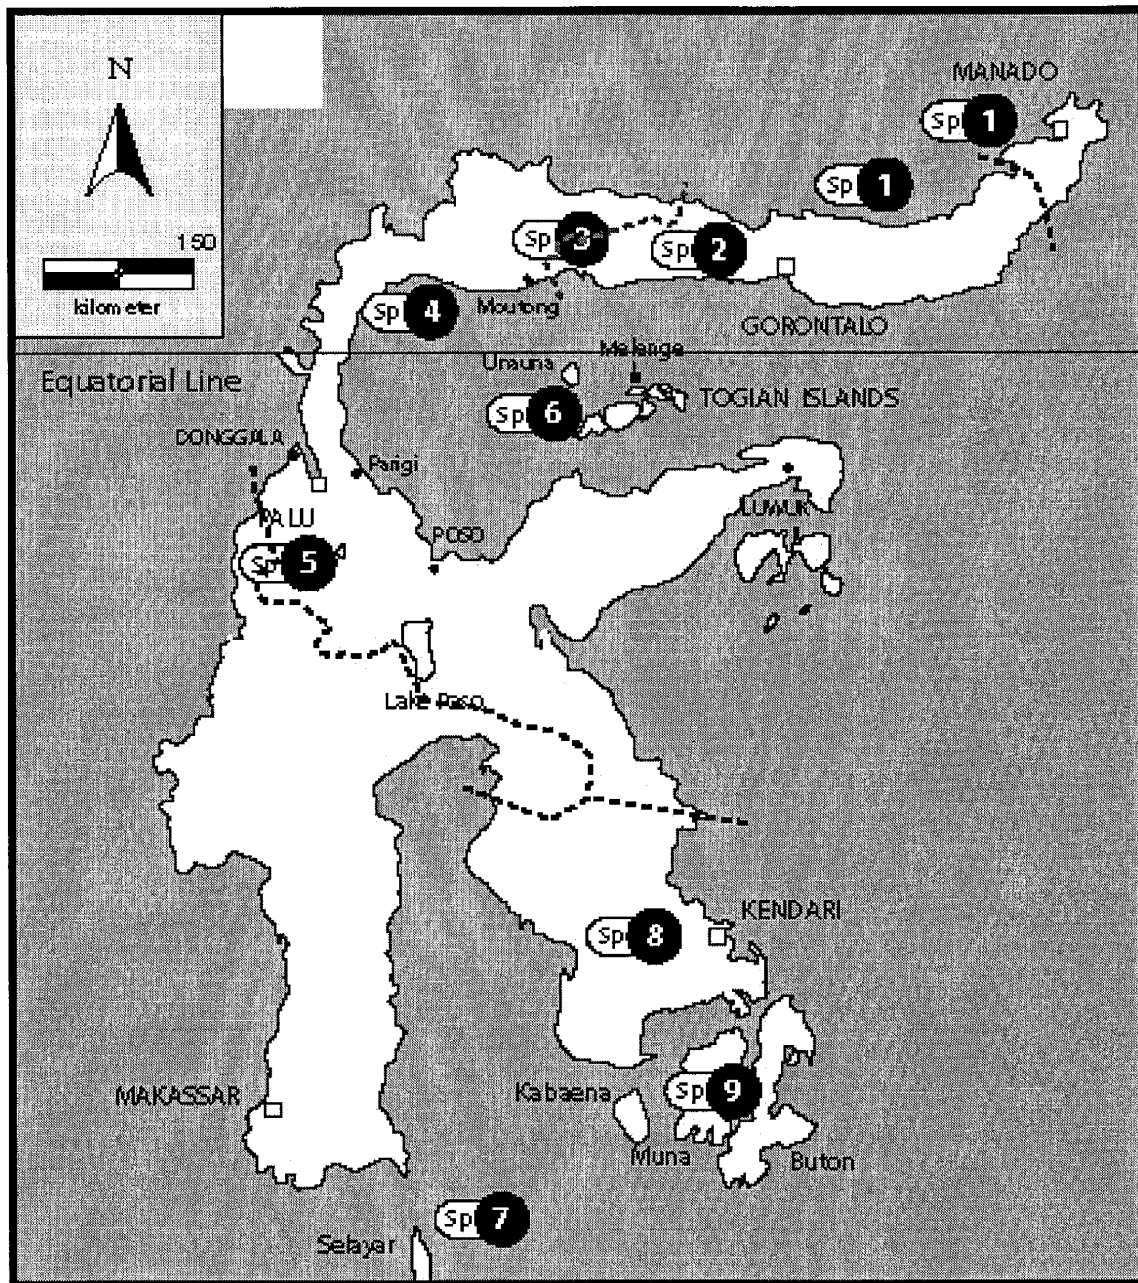 N
150
kilometer
MANADO
Sp 1
Sp 1
Sp 3
Sp 2
Sp 4
Moutong
GORONTALO
Equatorial Line
Unauna
Malenge
Sp 6
TOGIAN ISLANDS
DONGGALA
Parigi
PALU
POSO
LUWUK
Sp 5
Lake Poso
KENDARI
Sp 8
MAKASSAR
Kabaena
Sp 9
Muna
Buton
Sp 7
Selayar